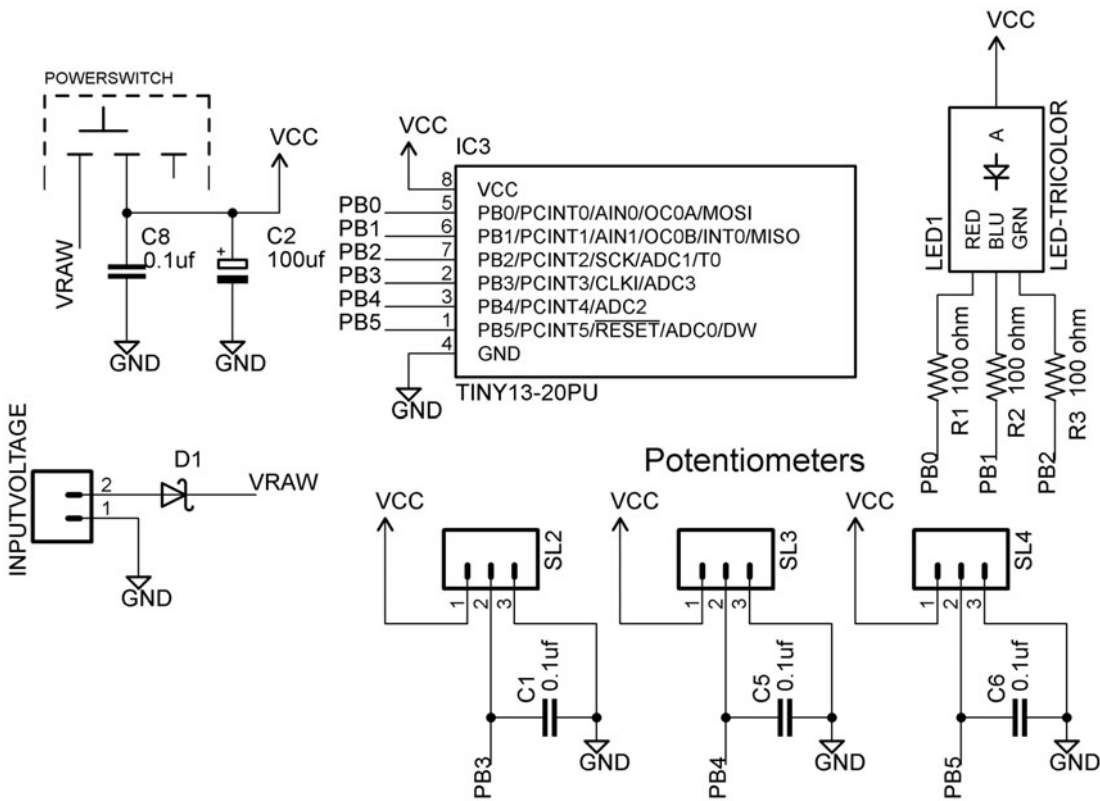 POWERSWITCH
VCC
C8
0.1uf
C2
100uf
+
VRAW
GND
GND
VCC
IC3
8 VCC
PB0 5 PB0/PCINT0/AIN0/OC0A/MOSI
PB1 6 PB1/PCINT1/AIN1/OC0B/INT0/MISO
PB2 7 PB2/PCINT2/SCK/ADC1/T0
PB3 2 PB3/PCINT3/CLKI/ADC3
PB4 3 PB4/PCINT4/ADC2
PB5 1 PB5/PCINT5/RESET/ADC0/DW
4 GND
GND
TINY13-20PU
VCC
A
RED
BLU
GRN
LED1
LED-TRICOLOR
R1 100 ohm
R2 100 ohm
R3 100 ohm
PB0
PB1
PB2
INPUTVOLTAGE
2
1
D1
VRAW
GND
Potentiometers
VCC
SL2
1
2
3
C1
0.1uf
PB3
GND
VCC
SL3
1
2
3
C5
0.1uf
PB4
GND
VCC
SL4
1
2
3
C6
0.1uf
PB5
GND